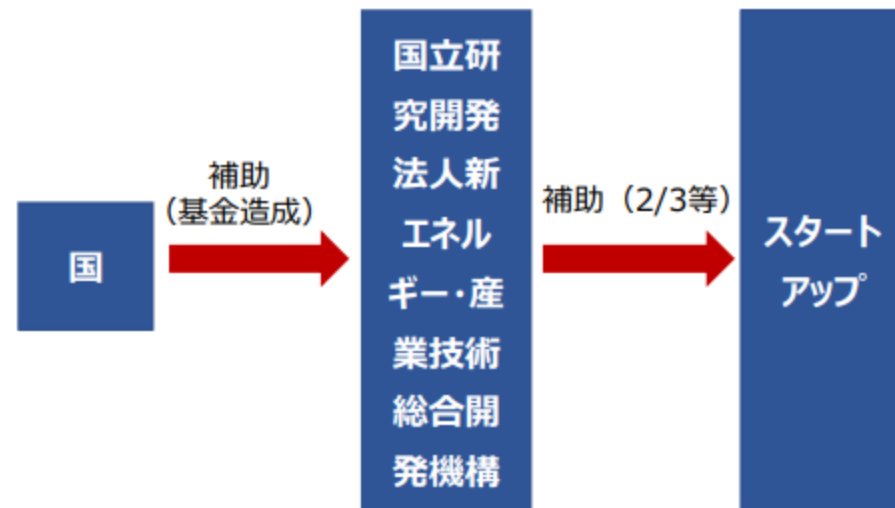 国
補助
（基金造成）
国立研
究開発
法人新
エネル
ギー・産
業技術
総合開
発機構
補助（2/3等）
スタート
アップ